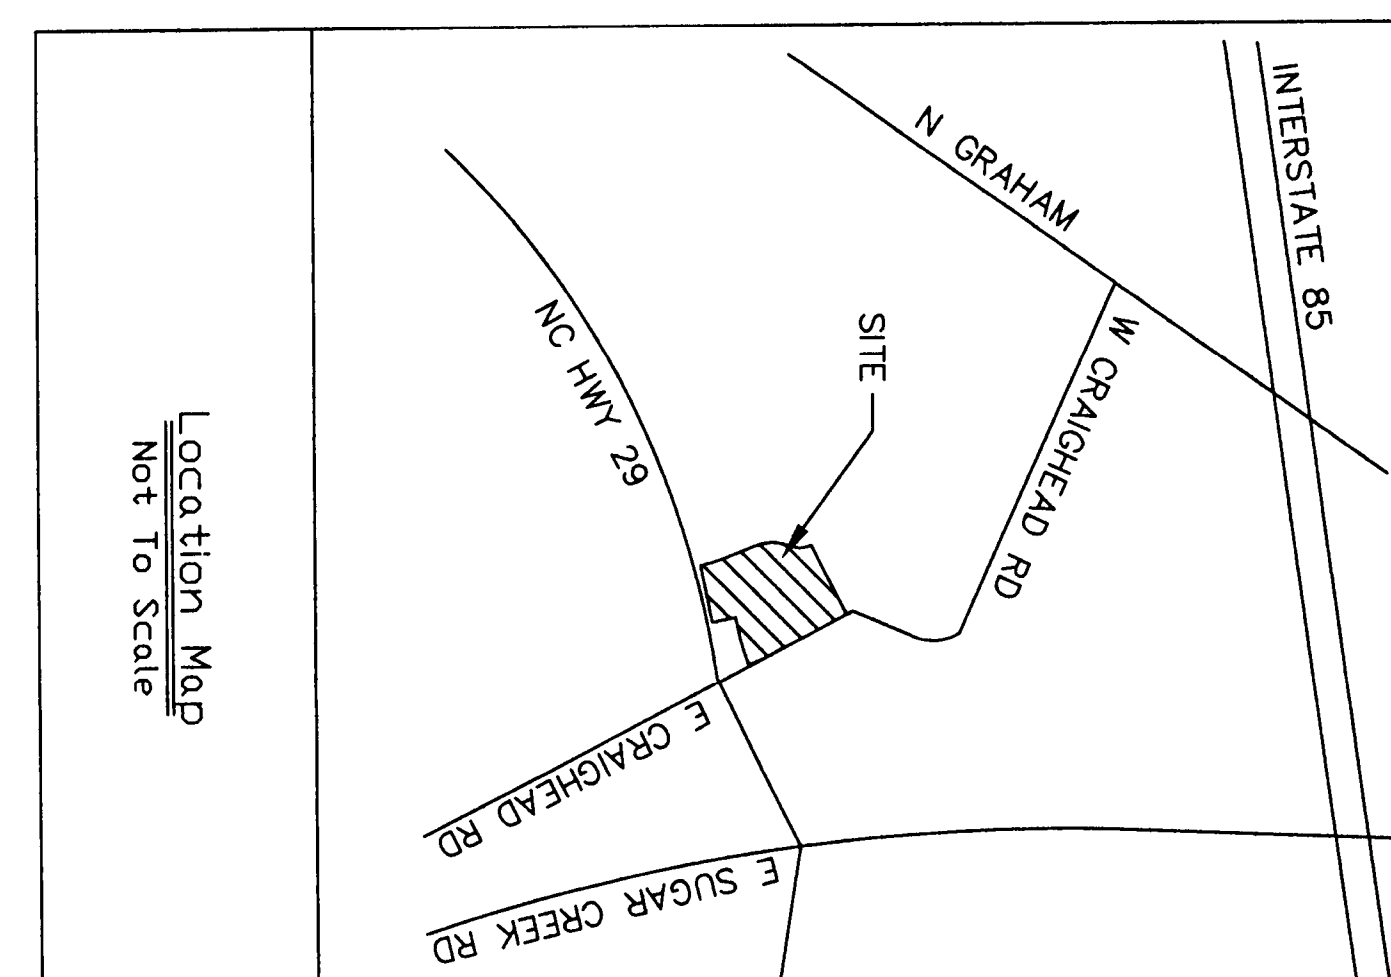 INTERSTATE 85
N GRAHAM
W CRAIGHEAD RD
SITE
NC HWY 29
E CRAIGHEAD RD
E SUGAR CREEK RD
Location Map
Not To Scale